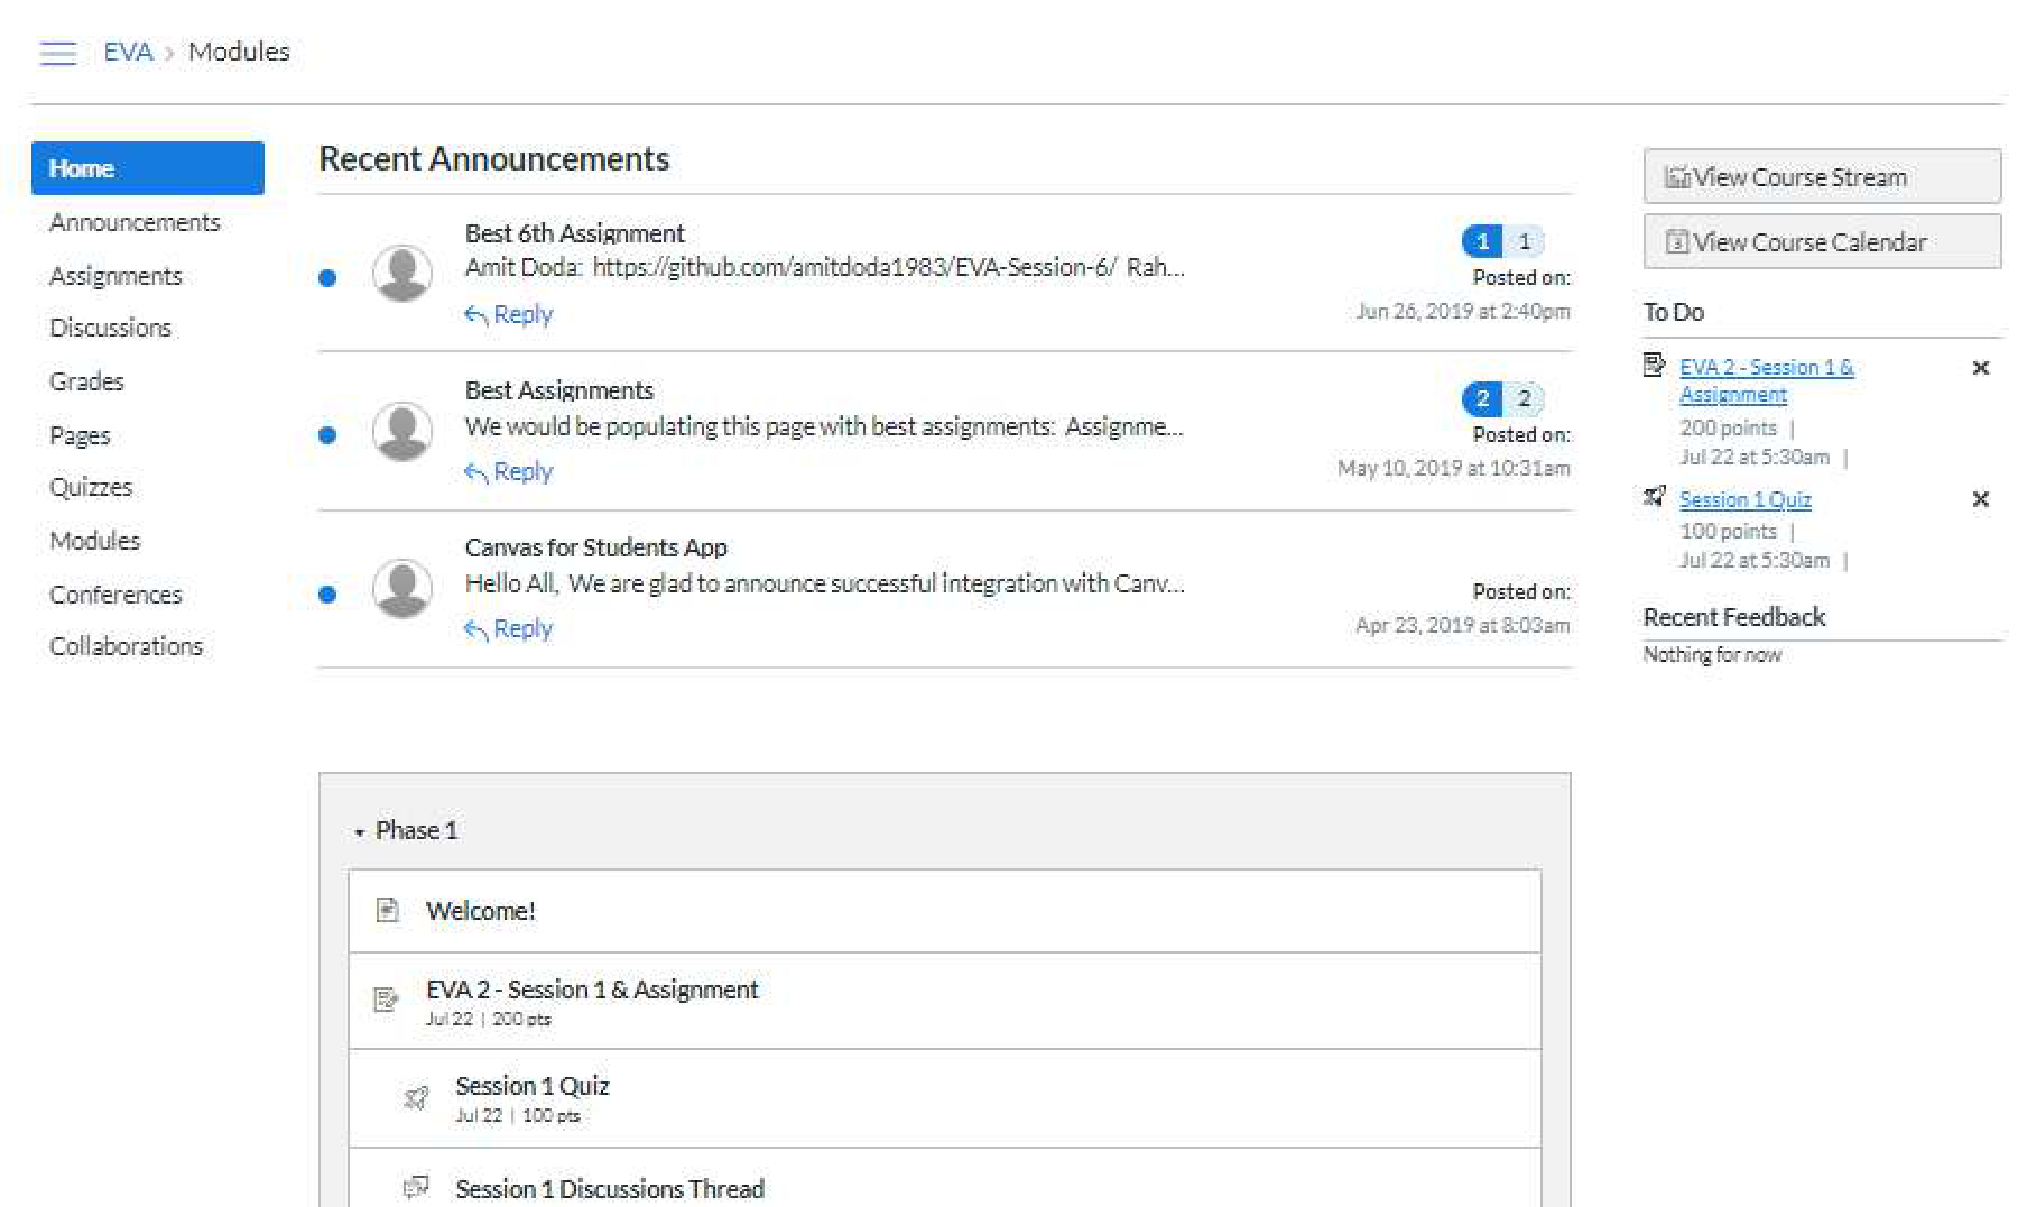 EVA > Modules
Home
Announcements
Assignments
Discussions
Grades
Pages
Quizzes
Modules
Conferences
Collaborations
Recent Announcements
Best 6th Assignment
Amit Doda: https://github.com/amitdoda1983/EVA-Session-6/ Rah...
Reply
1 1
Posted on:
Jun 26, 2019 at 2:40pm
Best Assignments
We would be populating this page with best assignments: Assignme...
Reply
2 2
Posted on:
May 10, 2019 at 10:31am
Canvas for Students App
Hello All, We are glad to announce successful integration with Canv...
Reply
Posted on:
Apr 23, 2019 at 8:03am
Phase 1
Welcome!
EVA 2 - Session 1 & Assignment
Jul 22 | 200 pts
Session 1 Quiz
Jul 22 | 100 pts
Session 1 Discussions Thread
View Course Stream
View Course Calendar
To Do
EVA 2 - Session 1 &
Assignment
200 points |
Jul 22 at 5:30am |
Session 1 Quiz
100 points |
Jul 22 at 5:30am |
Recent Feedback
Nothing for now